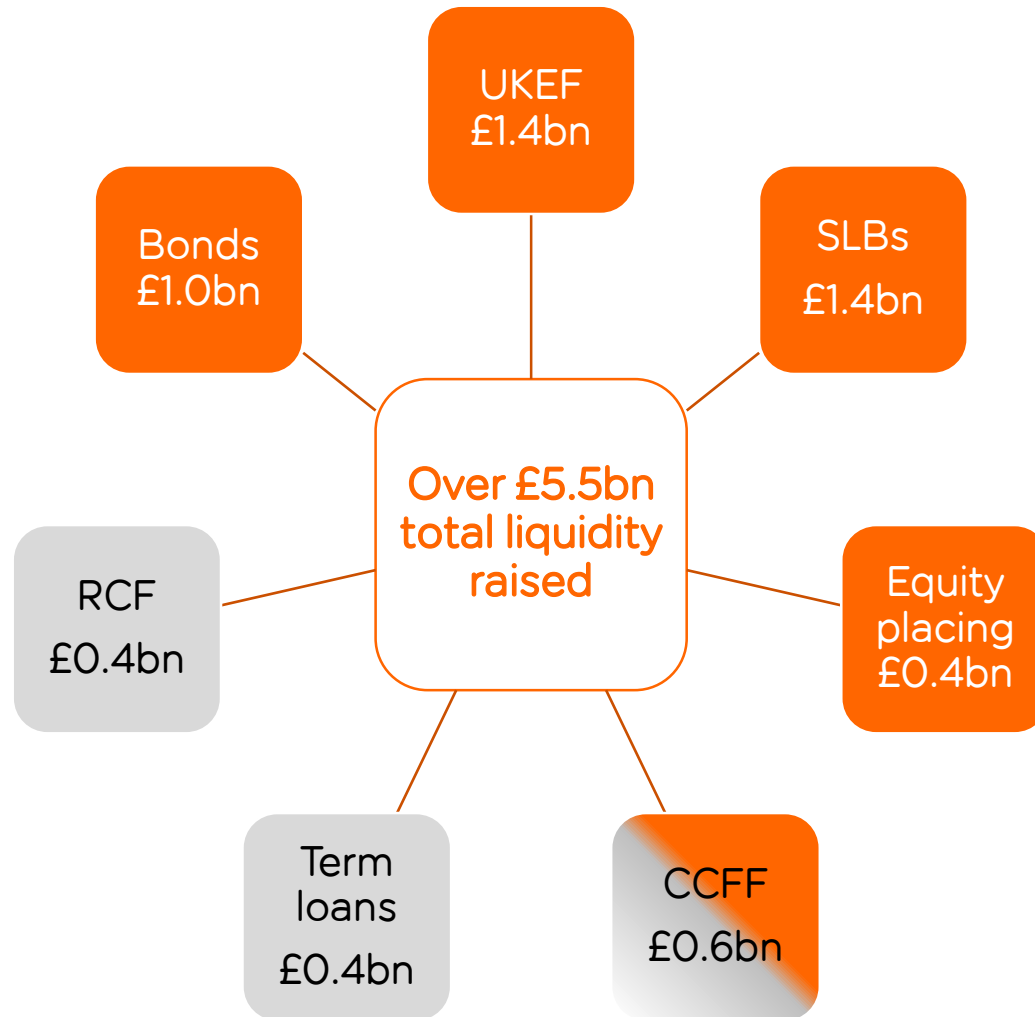 UKEF
£1.4bn
Bonds
£1.0bn
SLBs
£1.4bn
Over £5.5bn
total liquidity
raised
RCF
£0.4bn
Equity
placing
£0.4bn
Term
loans
£0.4bn
CCFF
£0.6bn